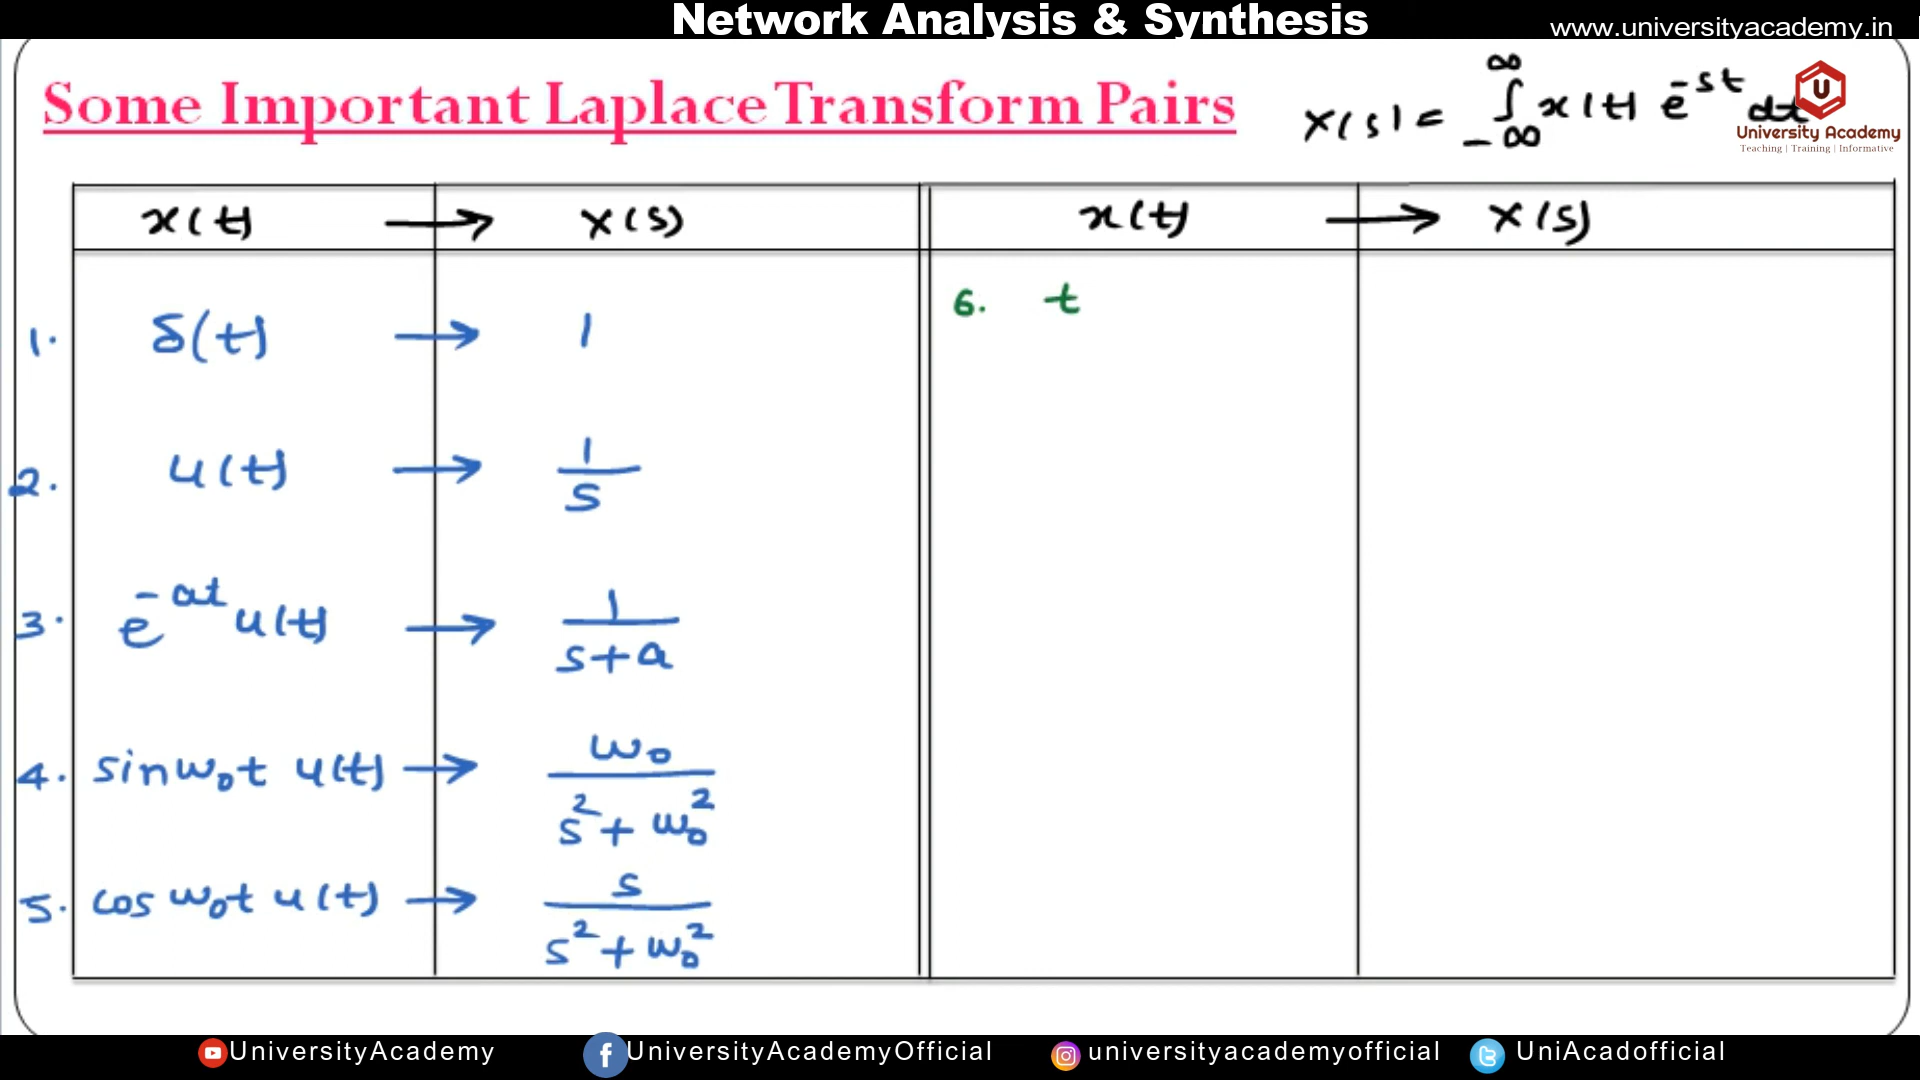 Network Analysis & Synthesis
www.universityacademy.in
Some Important Laplace Transform Pairs
X(s) = ∫_{-∞}^{∞} x(t) e^{-st} dt
U
University Academy
Teaching | Training | Informative
x(t) → X(s) x(t) → X(s)
1. δ(t) → 1
2. u(t) → 1/s
3. e^{-at} u(t) → 1/(s+a)
4. sinω₀t u(t) → ω₀/(s²+ω₀²)
5. cosω₀t u(t) → s/(s²+ω₀²)
6. t
UniversityAcademy UniversityAcademyOfficial universityacademyofficial UniAcadofficial